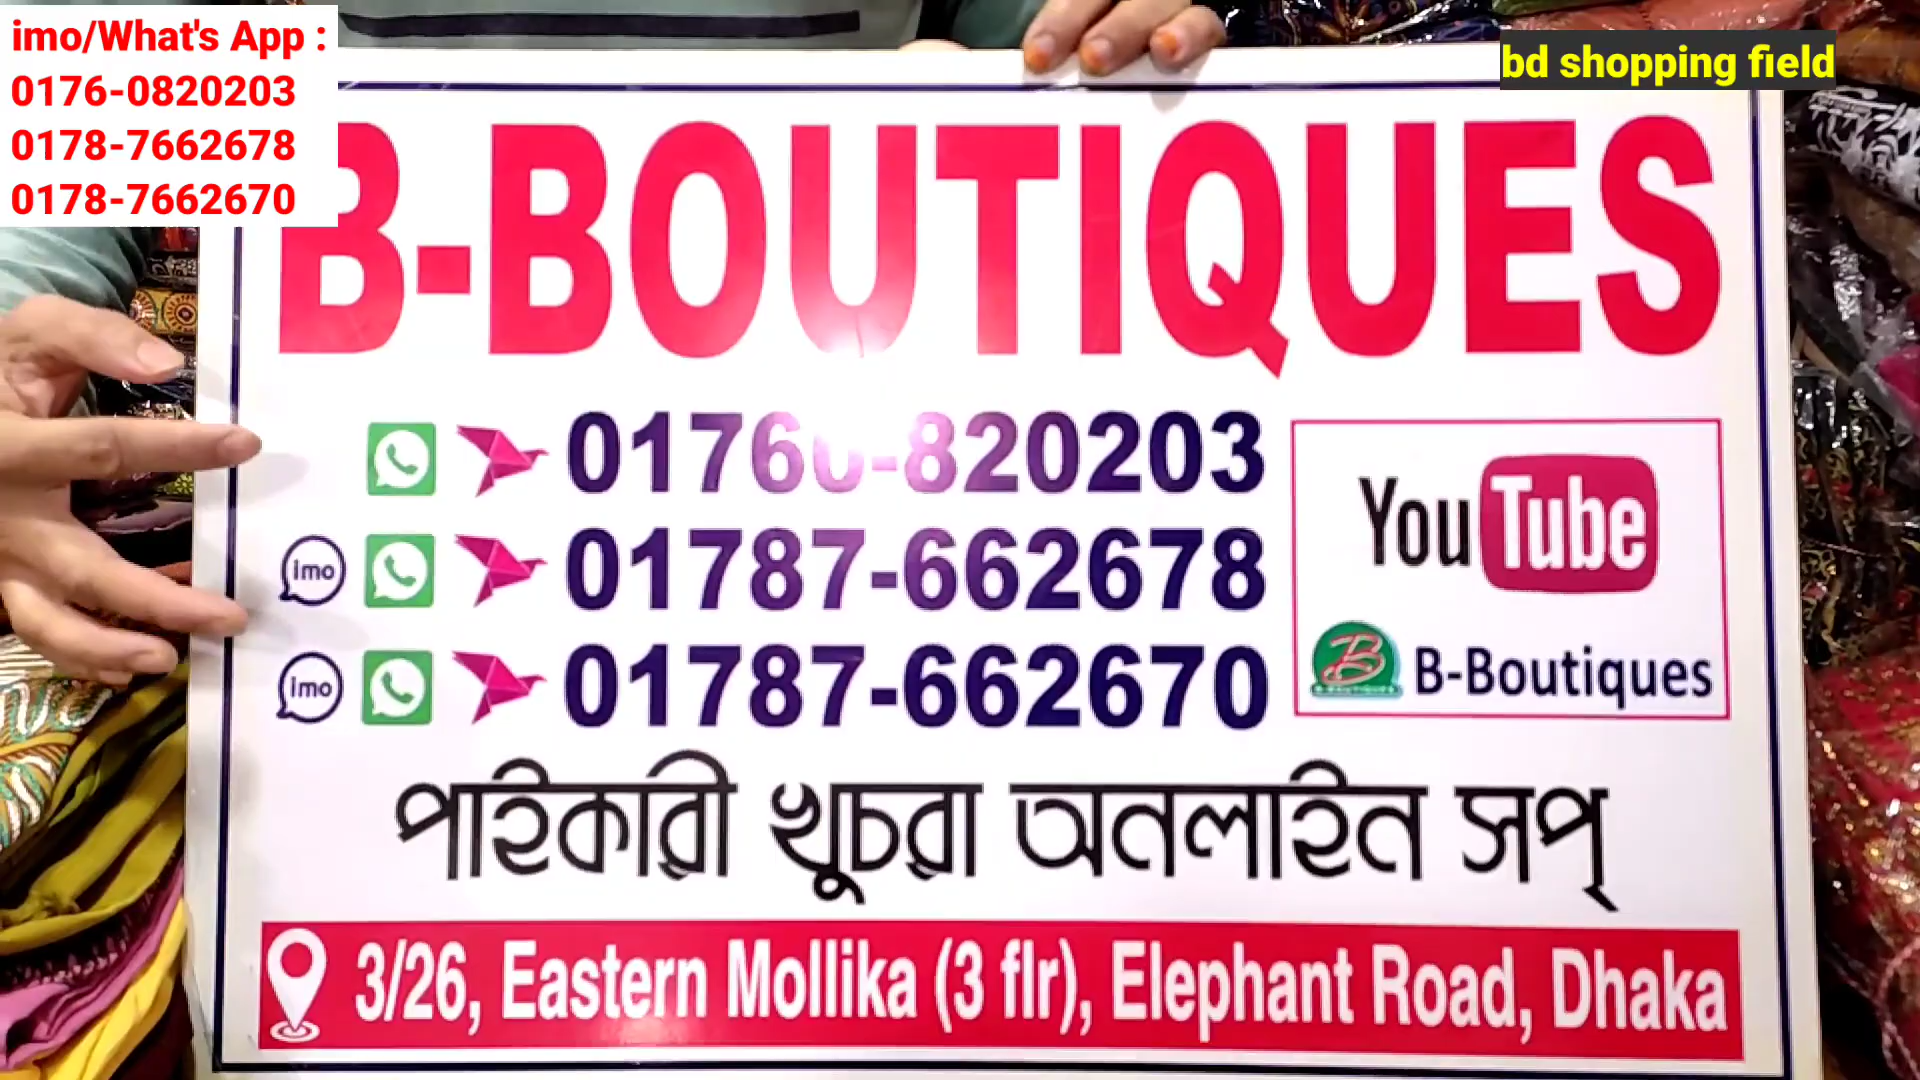 imo/What's App :
0176-0820203
0178-7662678
0178-7662670
bd shopping field
B-BOUTIQUES
01760-820203
imo 01787-662678
imo 01787-662670
YouTube
B-Boutiques
পাইকারী খুচরা অনলাইন সপ্
3/26, Eastern Mollika (3 flr), Elephant Road, Dhaka